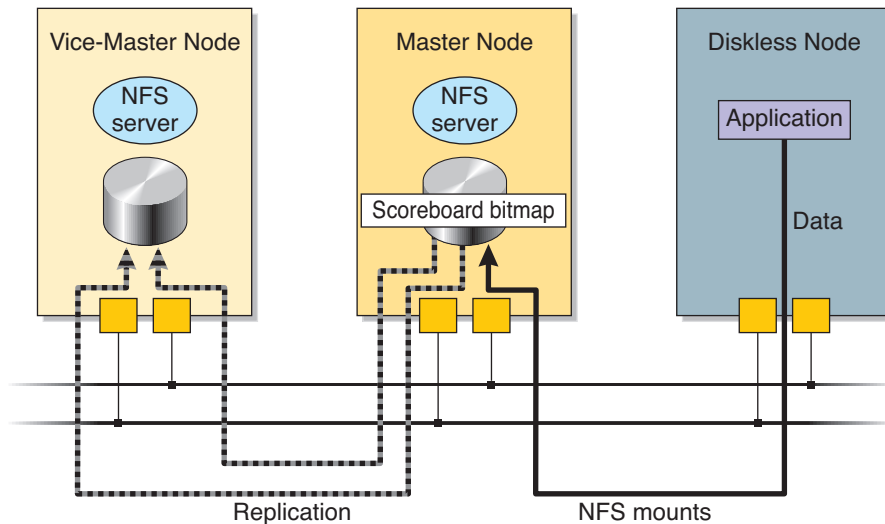 Vice-Master Node
Master Node
Diskless Node
NFS
server
NFS
server
Application
Scoreboard bitmap
Data
Replication
NFS mounts